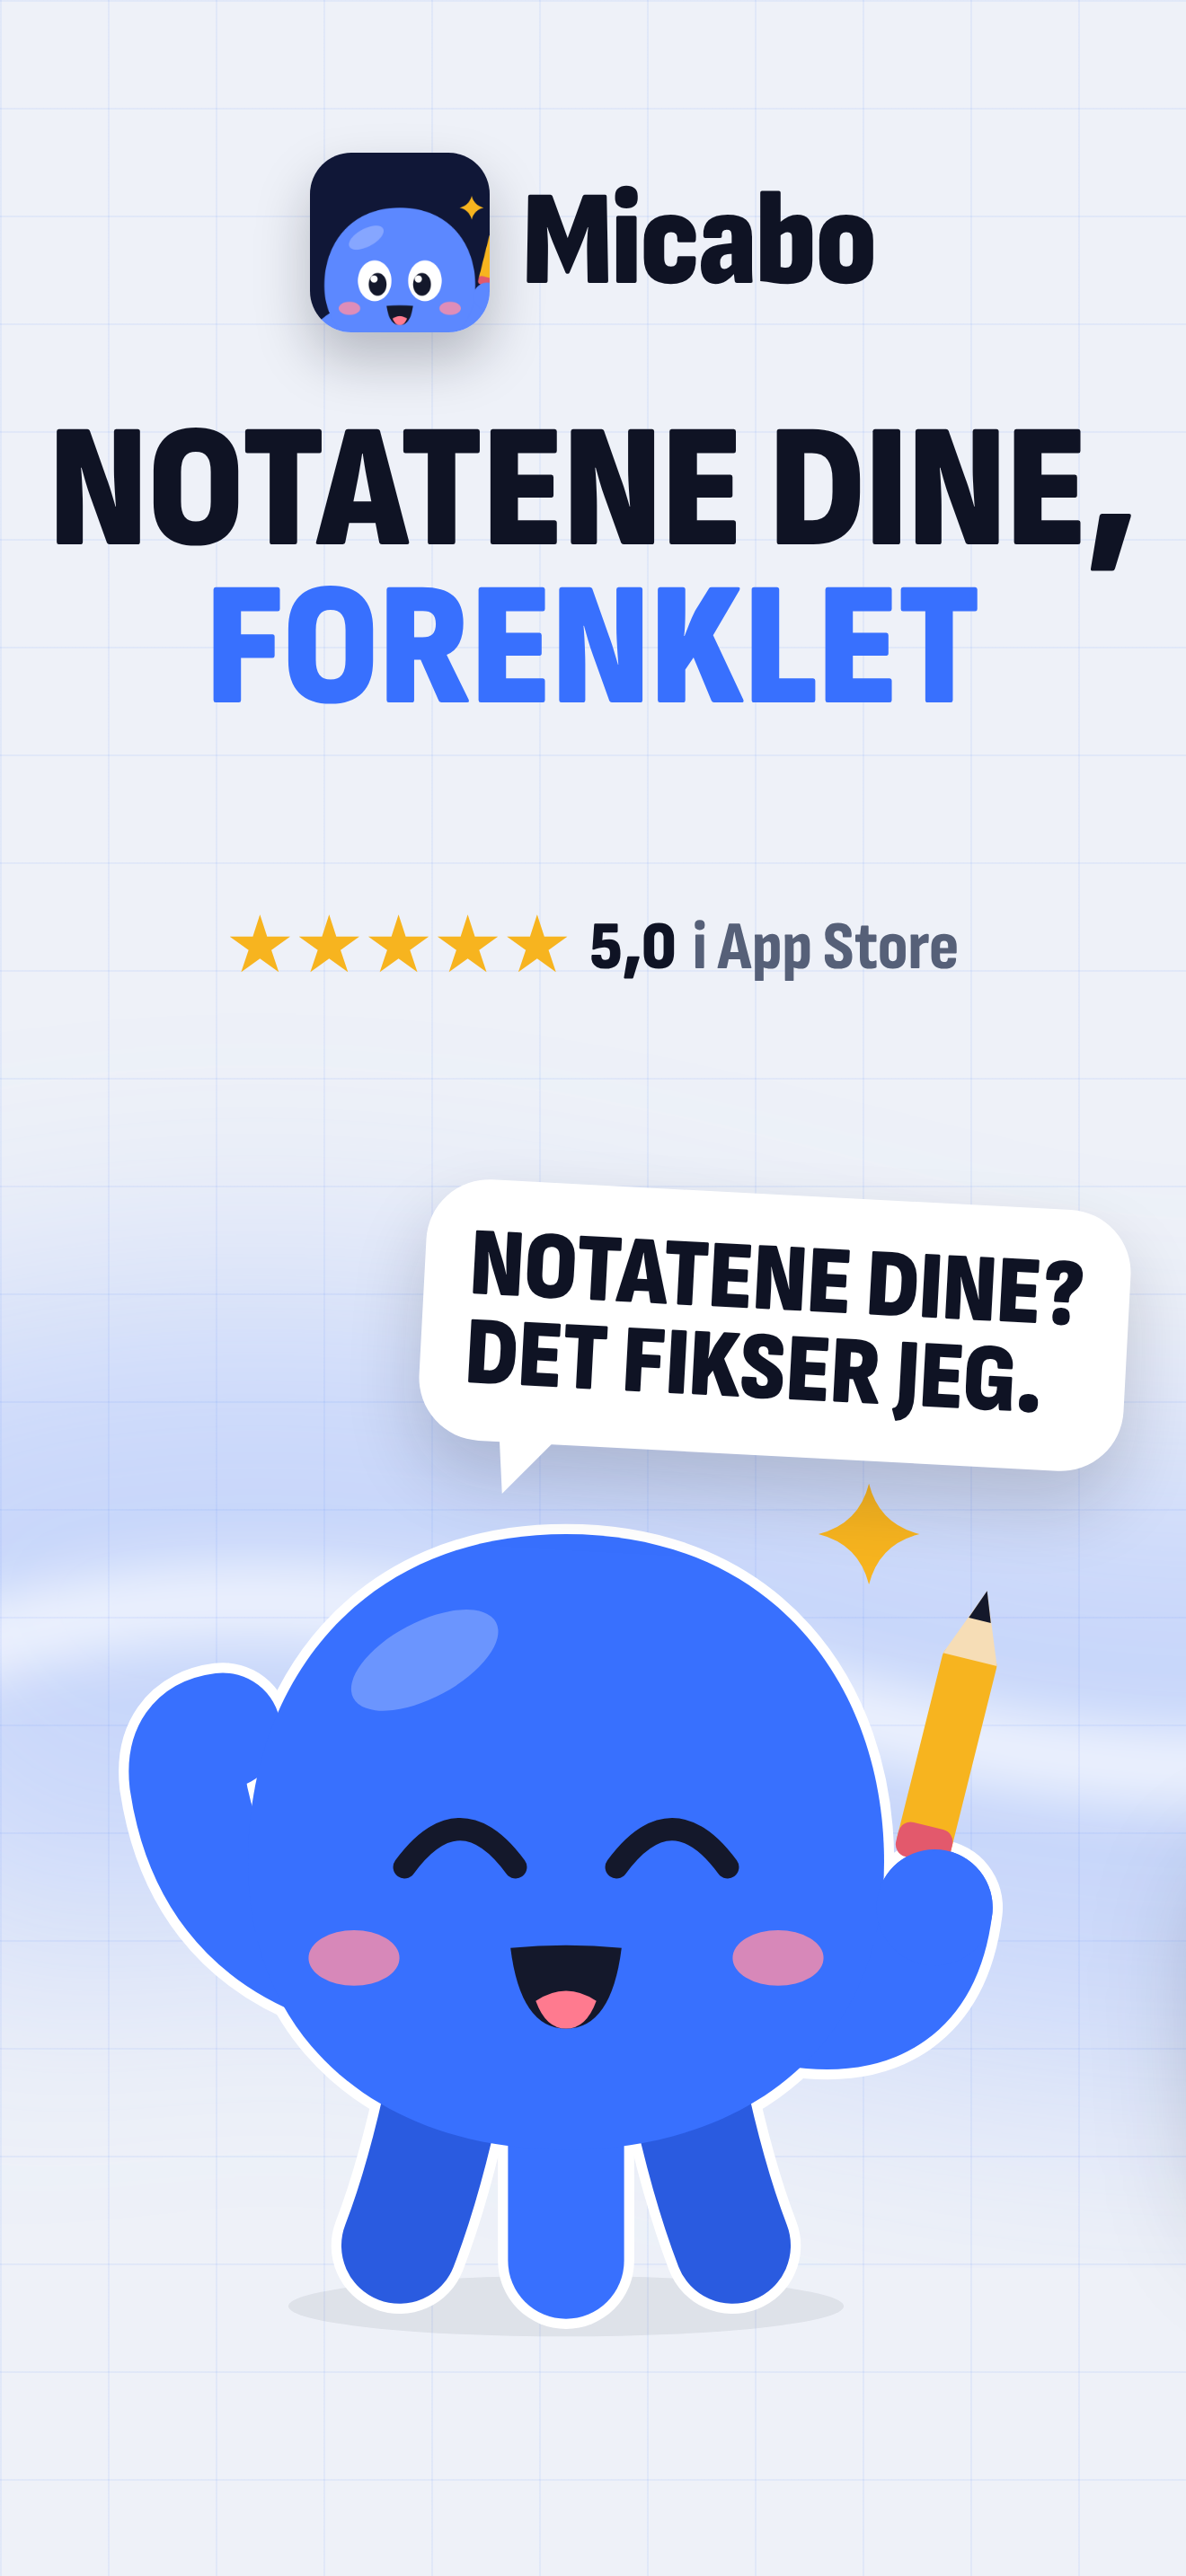 Micabo
NOTATENE DINE,
FORENKLET
5,0 i App Store
NOTATENE DINE?
DET FIKSER JEG.